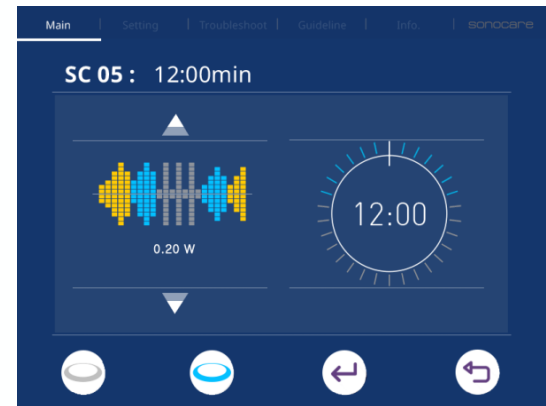 Main | Setting | Troubleshoot | Guideline | Info. | sonocare
SC 05 : 12:00min
0.20 W
12:00